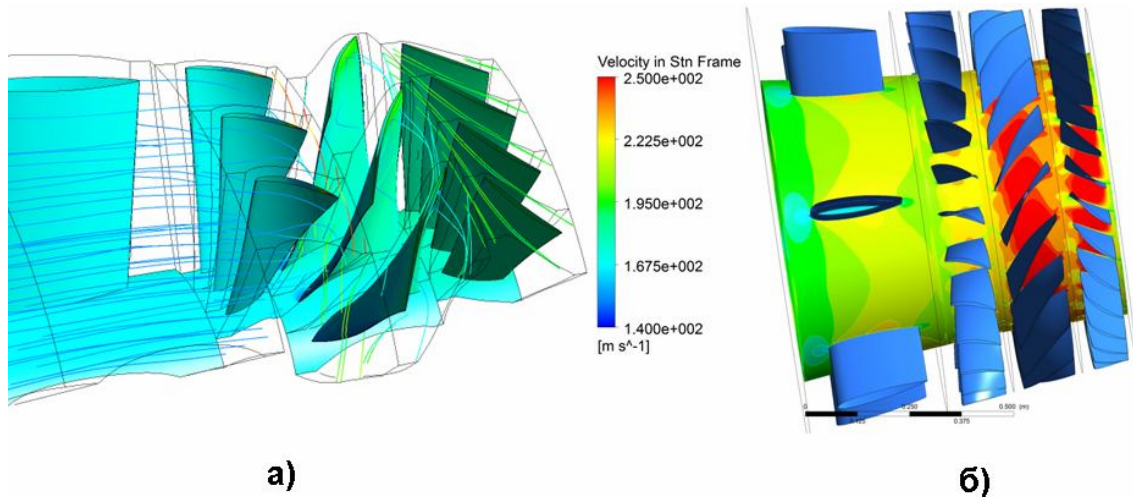 Velocity in Stn Frame
2.500e+002
2.225e+002
1.950e+002
1.675e+002
1.400e+002
[m s^-1]
0 0.250 0.500 (m)
0.125 0.375
а)
б)